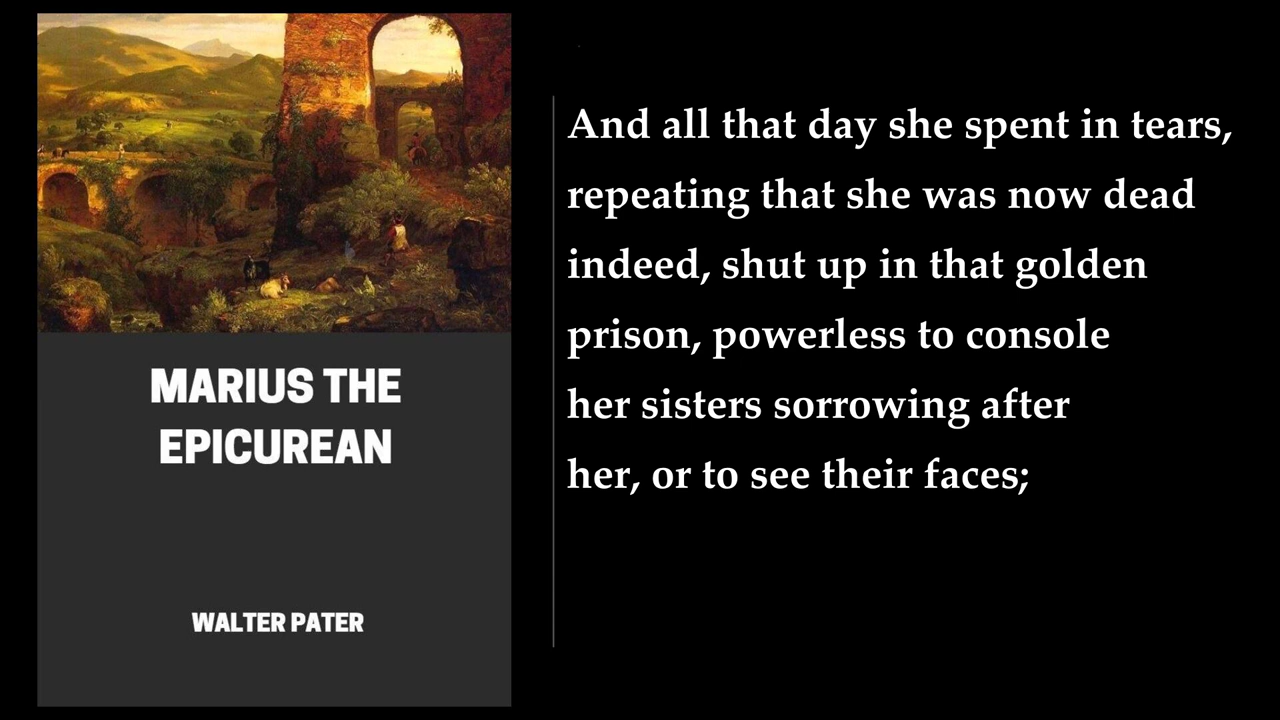 MARIUS THE
EPICUREAN
WALTER PATER
And all that day she spent in tears,
repeating that she was now dead
indeed, shut up in that golden
prison, powerless to console
her sisters sorrowing after
her, or to see their faces;